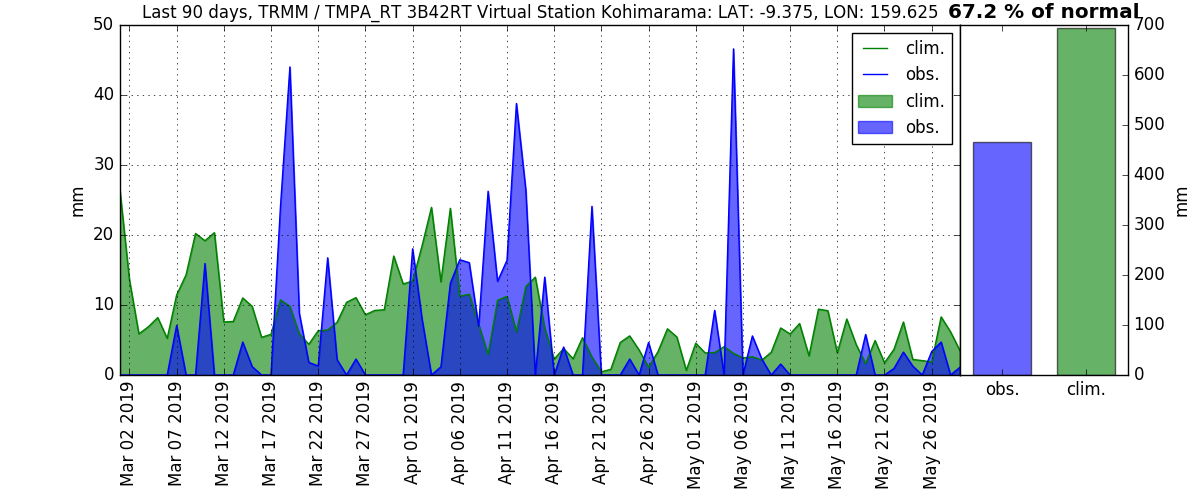 Last 90 days, TRMM / TMPA_RT 3B42RT Virtual Station Kohimarama: LAT: -9.375, LON: 159.625
67.2 % of normal
50
40
30
20
10
0
mm
clim.
obs.
clim.
obs.
Mar 02 2019
Mar 07 2019
Mar 12 2019
Mar 17 2019
Mar 22 2019
Mar 27 2019
Apr 01 2019
Apr 06 2019
Apr 11 2019
Apr 16 2019
Apr 21 2019
Apr 26 2019
May 01 2019
May 06 2019
May 11 2019
May 16 2019
May 21 2019
May 26 2019
700
600
500
400
300
200
100
0
mm
obs.
clim.